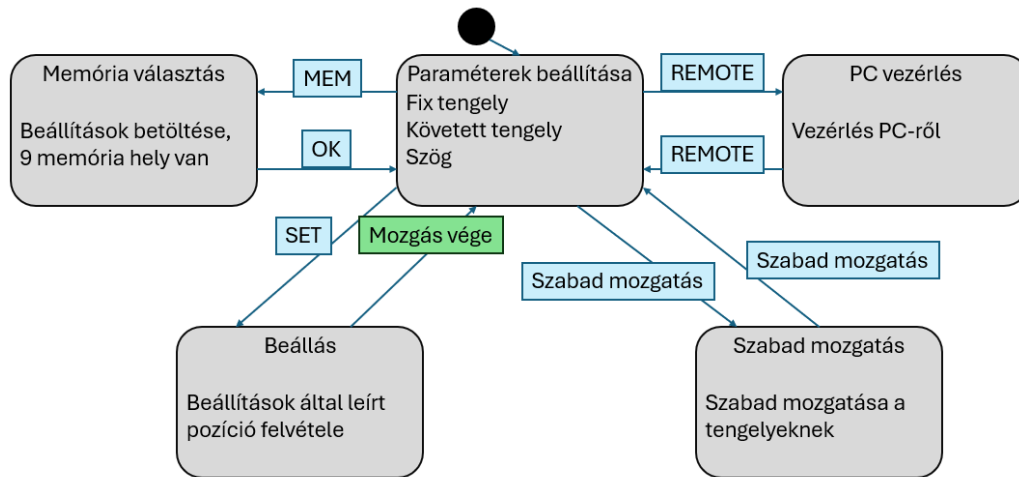 Memória választás
Beállítások betöltése,
9 memória hely van
MEM
OK
Paraméterek beállítása
Fix tengely
Követett tengely
Szög
REMOTE
REMOTE
PC vezérlés
Vezérlés PC-ről
SET
Mozgás vége
Szabad mozgatás
Szabad mozgatás
Beállás
Beállítások által leírt
pozíció felvétele
Szabad mozgatás
Szabad mozgatása a
tengelyeknek